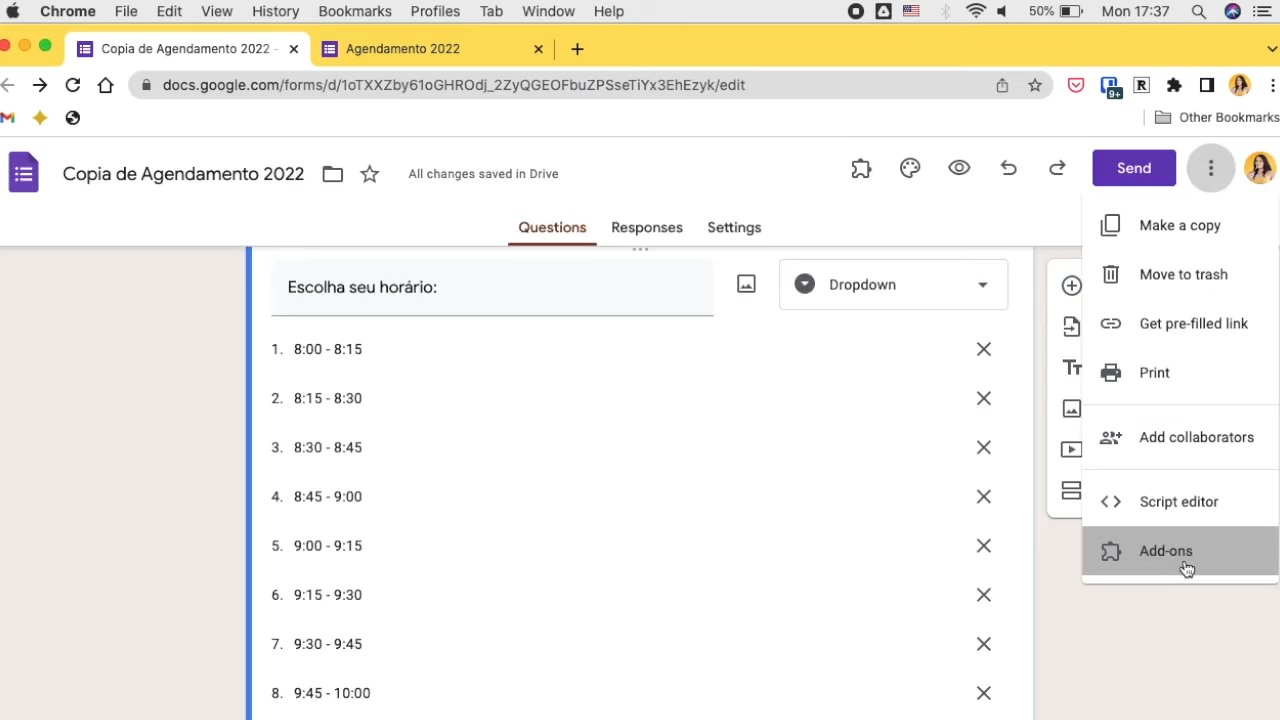 Chrome File Edit View History Bookmarks Profiles Tab Window Help 50% Mon 17:37
Copia de Agendamento 2022 - Agendamento 2022
docs.google.com/forms/d/1oTXXZby61oGHROdj_2ZyQGEOFbuZPSseTiYx3EhEzyk/edit 9+ R
Other Bookmarks
Copia de Agendamento 2022 All changes saved in Drive Send
Questions Responses Settings
Escolha seu horário: Dropdown
1. 8:00 - 8:15
2. 8:15 - 8:30
3. 8:30 - 8:45
4. 8:45 - 9:00
5. 9:00 - 9:15
6. 9:15 - 9:30
7. 9:30 - 9:45
8. 9:45 - 10:00
Tт
Make a copy
Move to trash
Get pre-filled link
Print
Add collaborators
Script editor
Add-ons